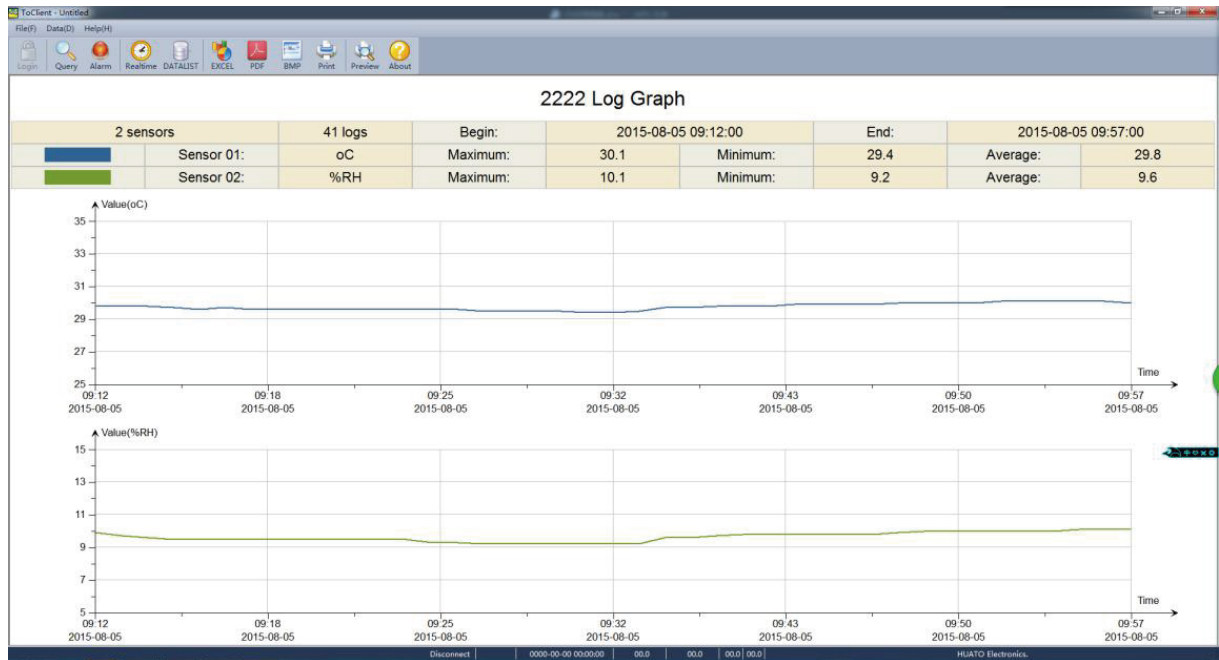 ToClient - Untitled
File(F) Data(D) Help(H)
Login Query Alarm Realtime DATALIST EXCEL PDF BMP Print Preview About
2222 Log Graph
2 sensors 41 logs Begin: 2015-08-05 09:12:00 End: 2015-08-05 09:57:00
Sensor 01: oC Maximum: 30.1 Minimum: 29.4 Average: 29.8
Sensor 02: %RH Maximum: 10.1 Minimum: 9.2 Average: 9.6
Value(oC)
35
33
31
29
27
25
Time
09:12 09:18 09:25 09:32 09:43 09:50 09:57
2015-08-05 2015-08-05 2015-08-05 2015-08-05 2015-08-05 2015-08-05 2015-08-05
Value(%RH)
15
13
11
9
7
5
Time
09:12 09:18 09:25 09:32 09:43 09:50 09:57
2015-08-05 2015-08-05 2015-08-05 2015-08-05 2015-08-05 2015-08-05 2015-08-05
Disconnect 0000-00-00 00:00:00 00.0 00.0 00.0 00.0 HUATO Electronics.